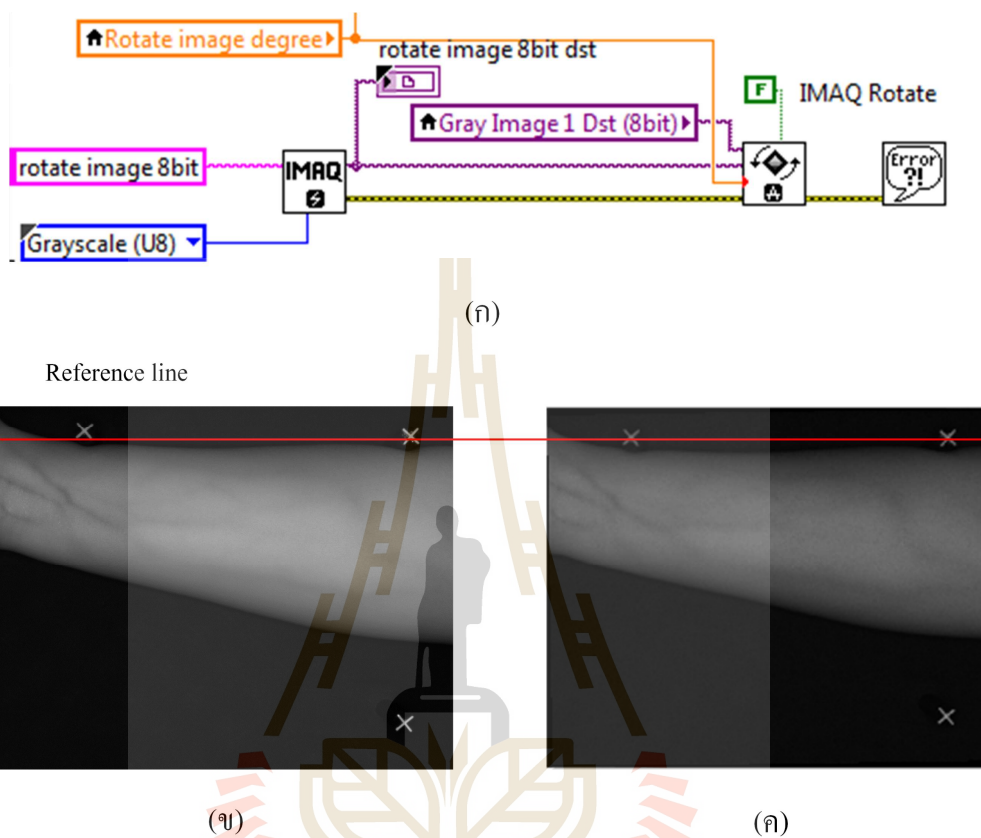 Rotate image degree
rotate image 8bit dst
F IMAQ Rotate
Gray Image 1 Dst (8bit)
rotate image 8bit
IMAQ
Error
?!
Grayscale (U8)
(ก)
Reference line
(ข) (ค)